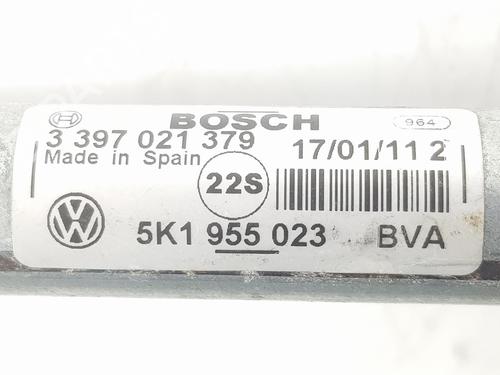 BOSCH 964
3 397 021 379 17/01/11 2
Made in Spain
22S
5K1 955 023 BVA